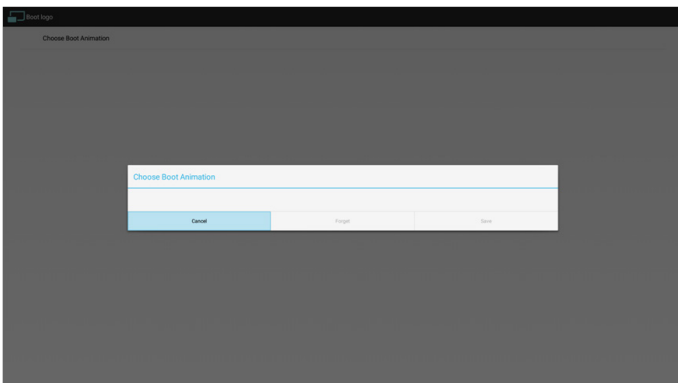 Boot logo
Choose Boot Animation
Choose Boot Animation
Cancel
Forget
Save